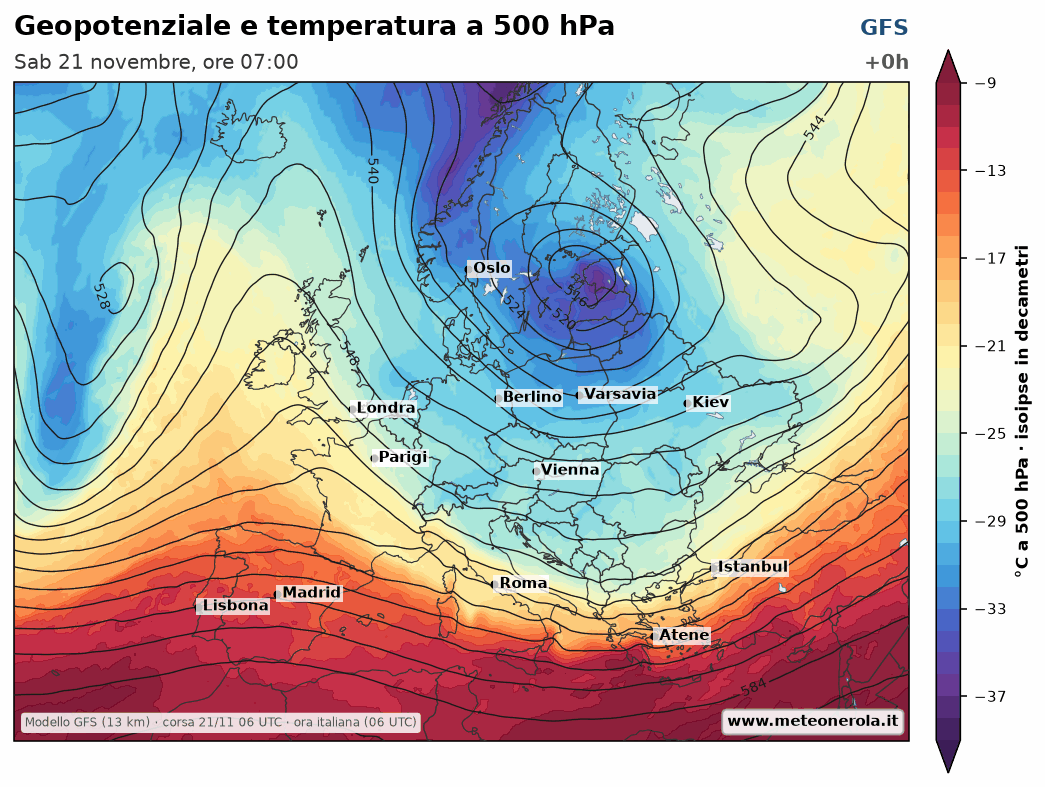 Geopotenziale e temperatura a 500 hPa
GFS
Sab 21 novembre, ore 07:00
+0h
544
540
528
548
516
524
520
584
Oslo
Berlino
Varsavia
Kiev
Londra
Parigi
Vienna
Roma
Istanbul
Madrid
Lisbona
Atene
−9
−13
−17
−21
−25
−29
−33
−37
°C a 500 hPa · isoipse in decametri
Modello GFS (13 km) · corsa 21/11 06 UTC · ora italiana (06 UTC)
www.meteonerola.it